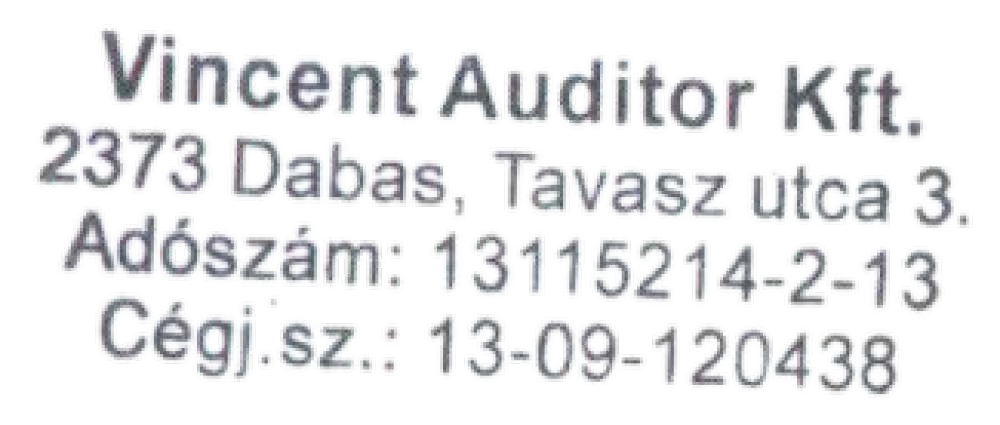 Vincent Auditor Kft.
2373 Dabas, Tavasz utca 3.
Adószám: 13115214-2-13
Cégj.sz.: 13-09-120438